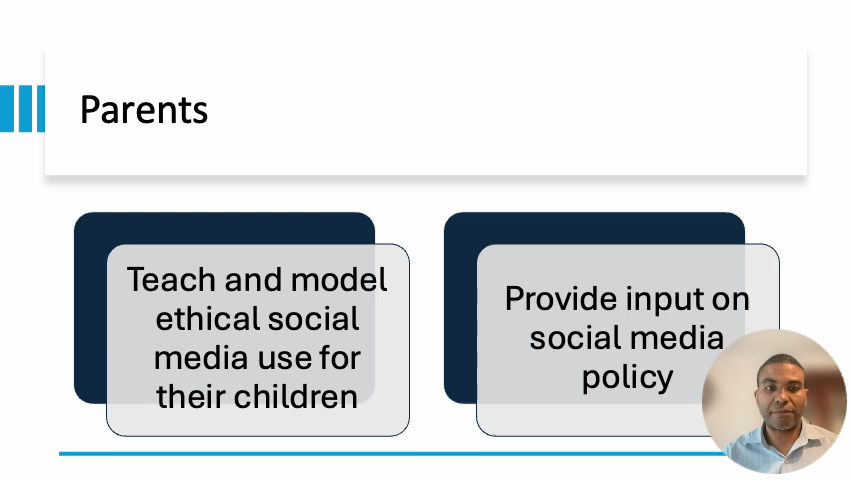 Parents
Teach and model
ethical social
media use for
their children
Provide input on
social media
policy